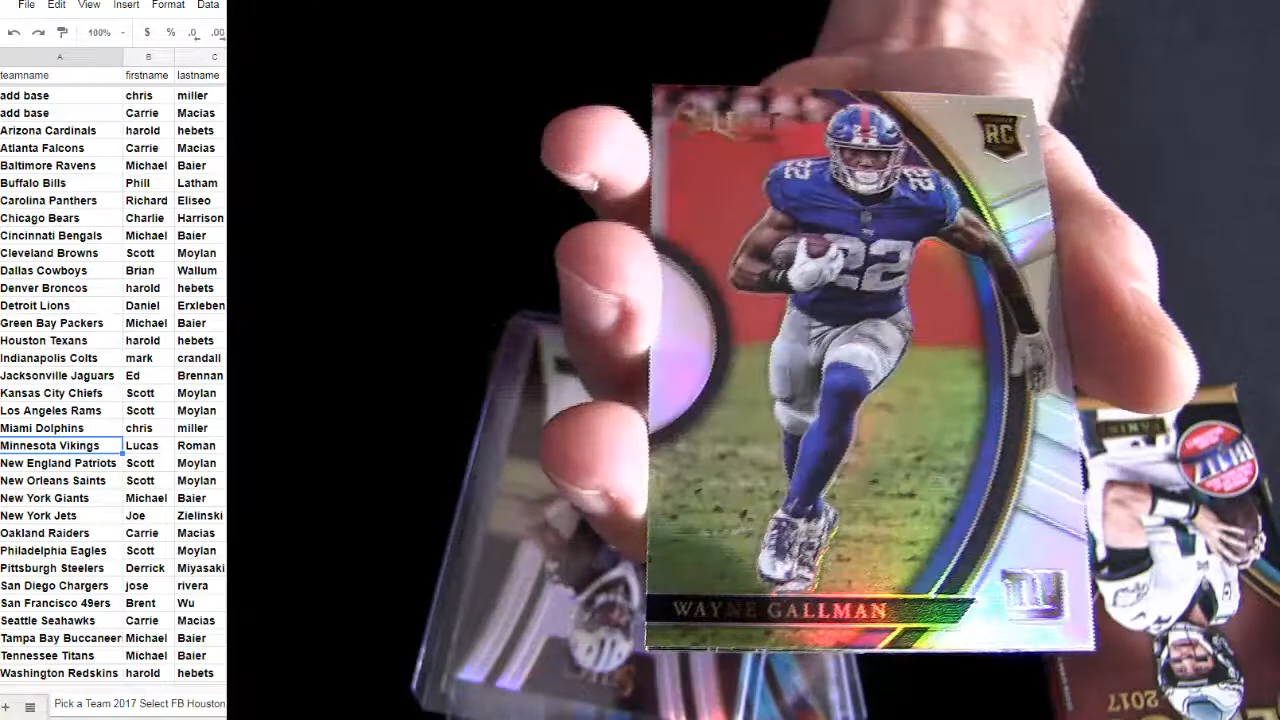 File Edit View Insert Format Data
100% $ % .0 .00
A B C
teamname firstname lastname
add base chris miller
add base Carrie Macias
Arizona Cardinals harold hebets
Atlanta Falcons Carrie Macias
Baltimore Ravens Michael Baier
Buffalo Bills Phill Latham
Carolina Panthers Richard Eliseo
Chicago Bears Charlie Harrison
Cincinnati Bengals Michael Baier
Cleveland Browns Scott Moylan
Dallas Cowboys Brian Wallum
Denver Broncos harold hebets
Detroit Lions Daniel Erxleben
Green Bay Packers Michael Baier
Houston Texans harold hebets
Indianapolis Colts mark crandall
Jacksonville Jaguars Ed Brennan
Kansas City Chiefs Scott Moylan
Los Angeles Rams Scott Moylan
Miami Dolphins chris miller
Minnesota Vikings Lucas Roman
New England Patriots Scott Moylan
New Orleans Saints Scott Moylan
New York Giants Michael Baier
New York Jets Joe Zielinski
Oakland Raiders Carrie Macias
Philadelphia Eagles Scott Moylan
Pittsburgh Steelers Derrick Miyasaki
San Diego Chargers jose rivera
San Francisco 49ers Brent Wu
Seattle Seahawks Carrie Macias
Tampa Bay Buccaneer Michael Baier
Tennessee Titans Michael Baier
Washington Redskins harold hebets
Pick a Team 2017 Select FB Houston
RC
22
22
22
WAYNE GALLMAN
PANINI
2017